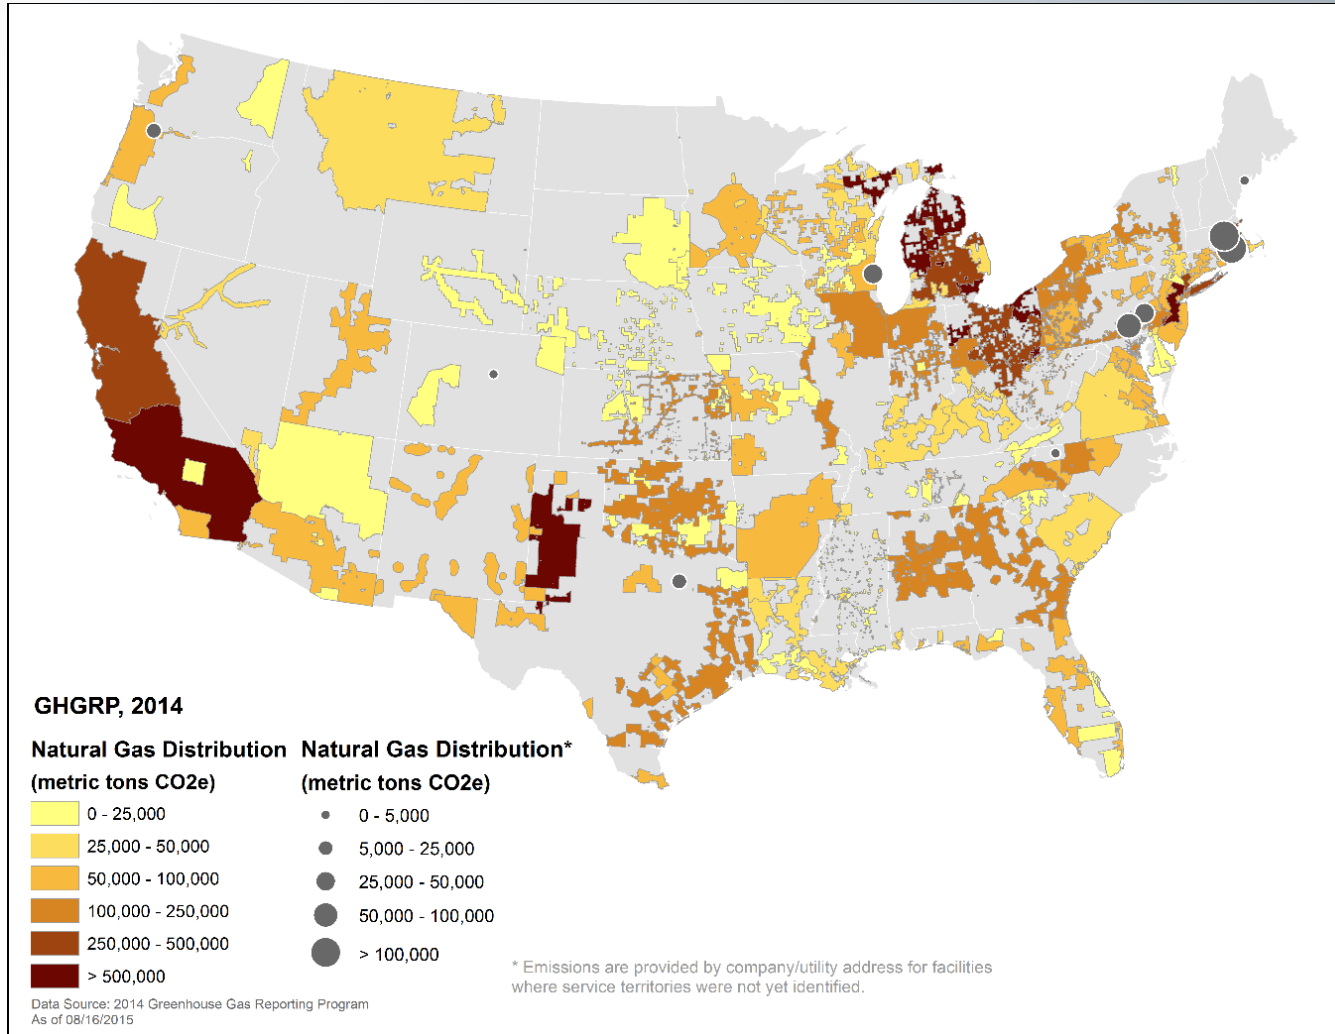 GHGRP, 2014
Natural Gas Distribution
(metric tons CO2e)
0 - 25,000
25,000 - 50,000
50,000 - 100,000
100,000 - 250,000
250,000 - 500,000
> 500,000
Natural Gas Distribution*
(metric tons CO2e)
0 - 5,000
5,000 - 25,000
25,000 - 50,000
50,000 - 100,000
> 100,000
* Emissions are provided by company/utility address for facilities
where service territories were not yet identified.
Data Source: 2014 Greenhouse Gas Reporting Program
As of 08/16/2015